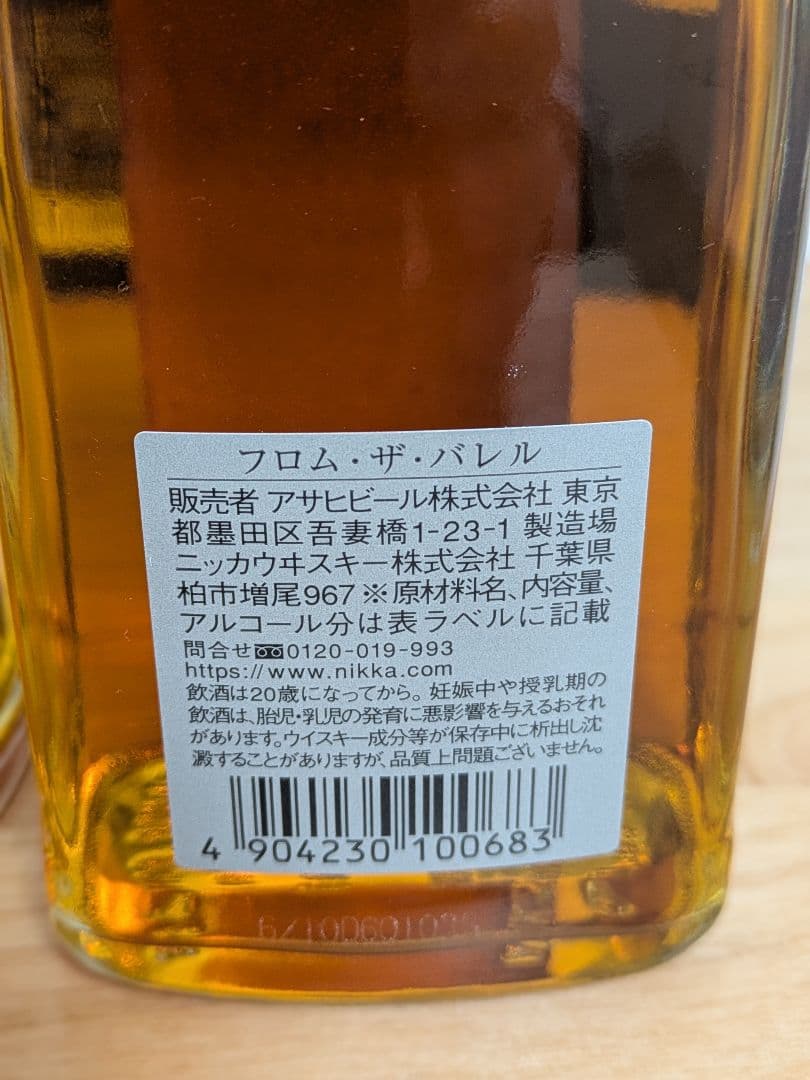 フロム・ザ・バレル
販売者 アサヒビール株式会社 東京
都墨田区吾妻橋1-23-1 製造場
ニッカウヰスキー株式会社 千葉県
柏市増尾967 ※原材料名、内容量、
アルコール分は表ラベルに記載
問合せ 0120-019-993
https://www.nikka.com
飲酒は20歳になってから。妊娠中や授乳期の
飲酒は、胎児・乳児の発育に悪影響を与えるおそれ
があります。ウイスキー成分等が保存中に析出し沈
澱することがありますが、品質上問題ございません。
4 904230 100683